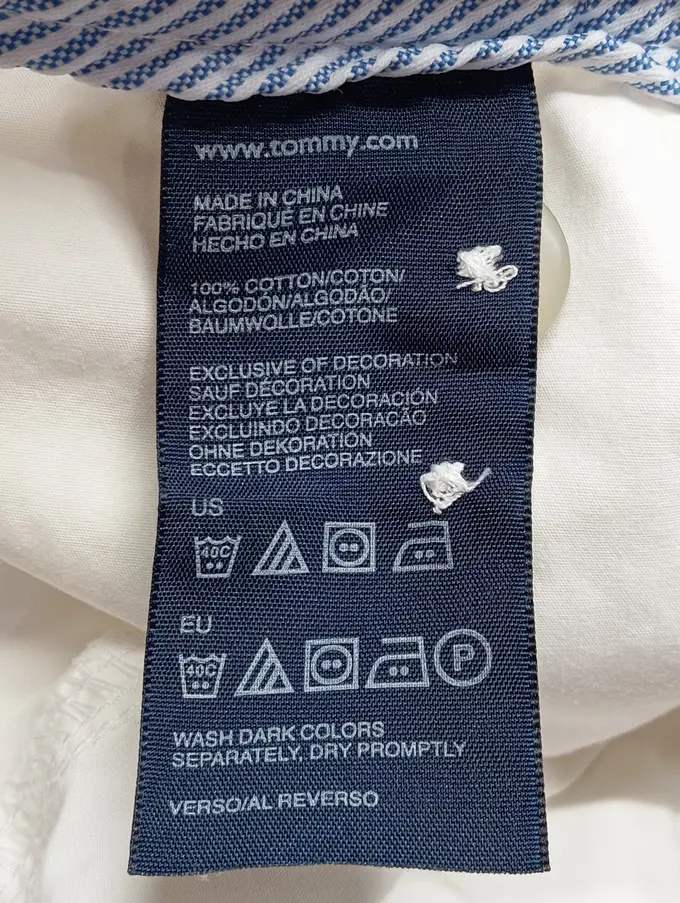 www.tommy.com
MADE IN CHINA
FABRIQUÉ EN CHINE
HECHO EN CHINA
100% COTTON/COTON/
ALGODÓN/ALGODÃO/
BAUMWOLLE/COTONE
EXCLUSIVE OF DECORATION
SAUF DÉCORATION
EXCLUYE LA DECORACIÓN
EXCLUINDO DECORAÇÃO
OHNE DEKORATION
ECCETTO DECORAZIONE
US
40C
EU
40C P
WASH DARK COLORS
SEPARATELY, DRY PROMPTLY
VERSO/AL REVERSO